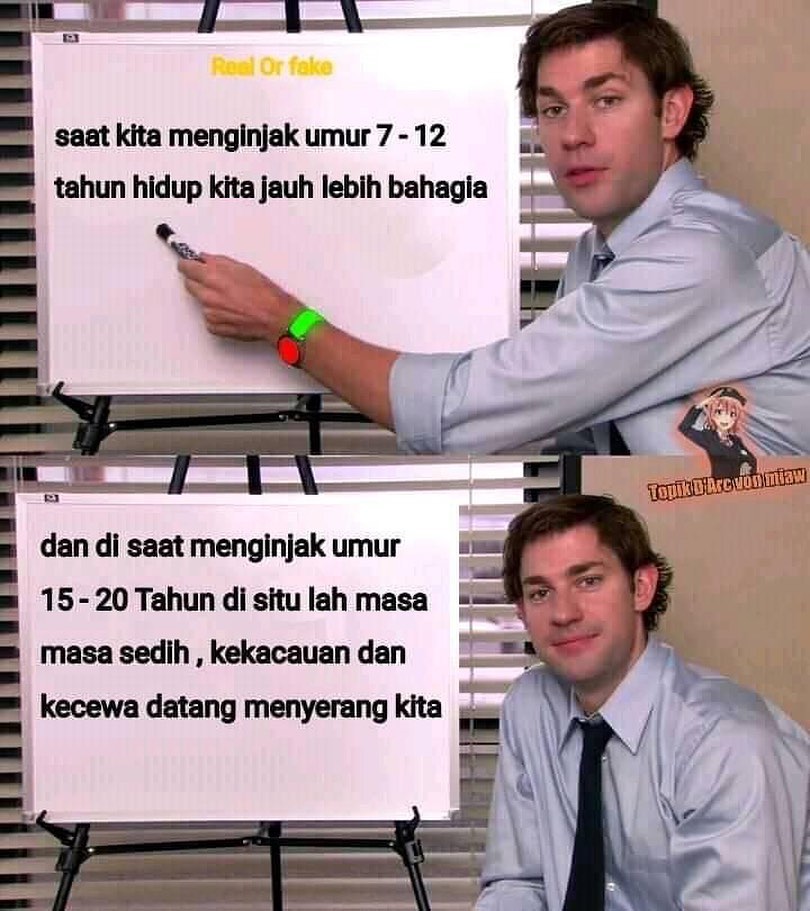 Real Or fake
saat kita menginjak umur 7 - 12
tahun hidup kita jauh lebih bahagia
Topik D'Arc von miaw
dan di saat menginjak umur
15 - 20 Tahun di situ lah masa
masa sedih , kekacauan dan
kecewa datang menyerang kita